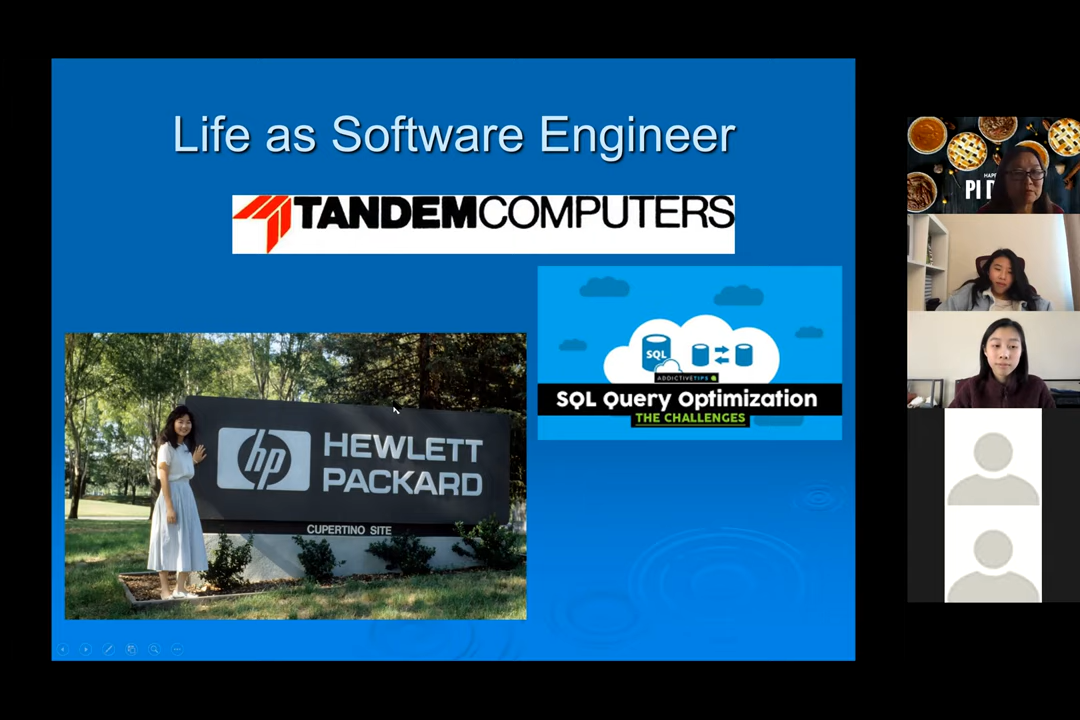 Life as Software Engineer
TANDEMCOMPUTERS
SQL
ADDICTIVETIPS
SQL Query Optimization
THE CHALLENGES
hp
HEWLETT
PACKARD
CUPERTINO SITE
PI D